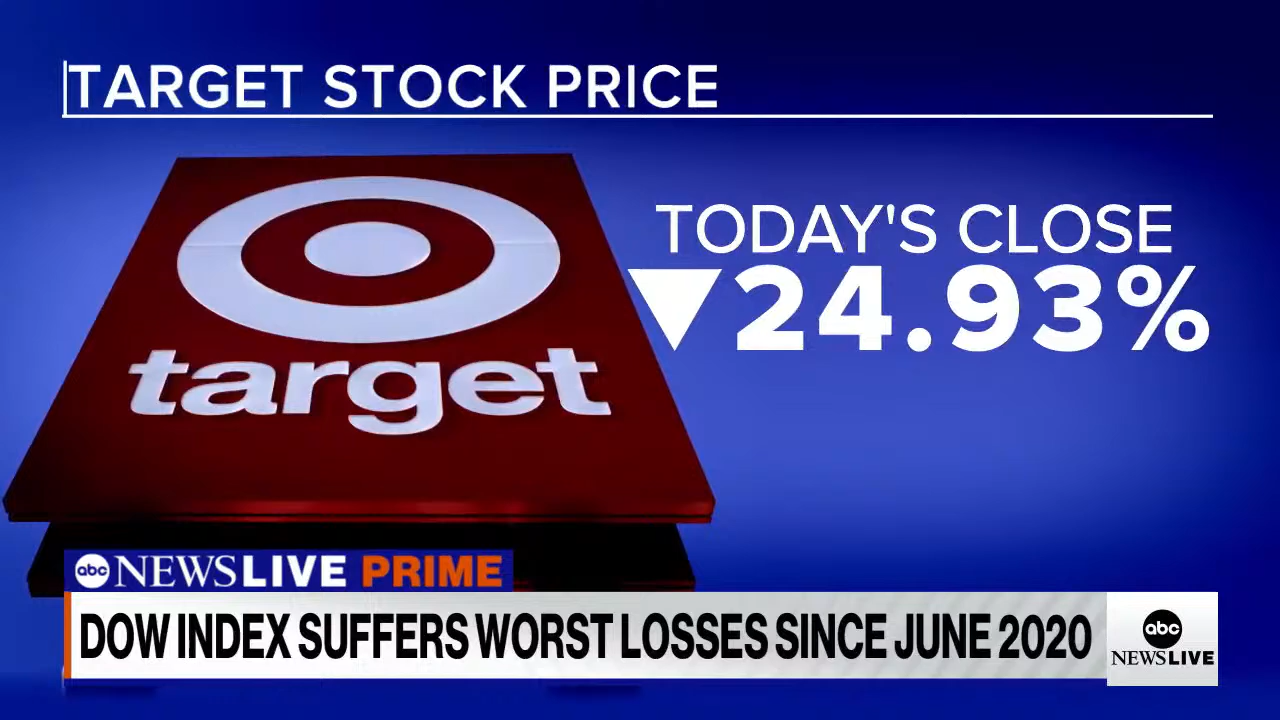 TARGET STOCK PRICE
target
TODAY'S CLOSE
▼24.93%
abc NEWS LIVE PRIME
DOW INDEX SUFFERS WORST LOSSES SINCE JUNE 2020
abc
NEWS LIVE